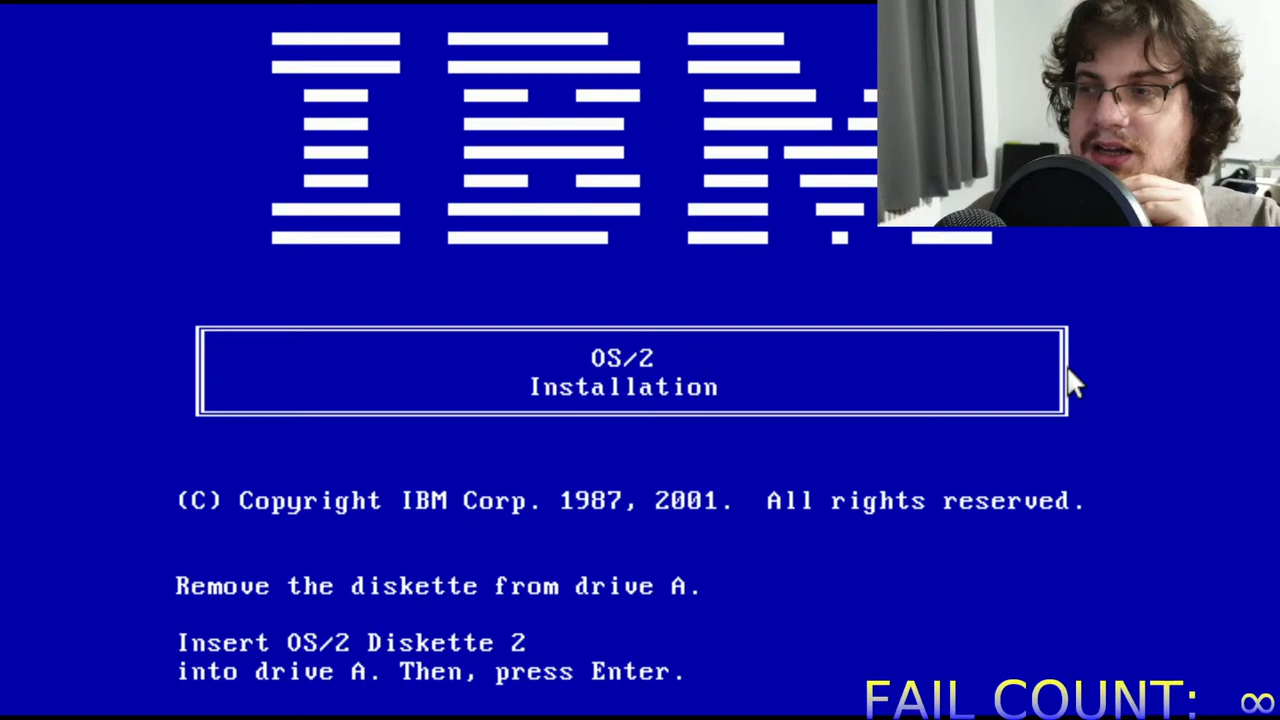 IBM
OS/2
Installation
(C) Copyright IBM Corp. 1987, 2001.  All rights reserved.
Remove the diskette from drive A.
Insert OS/2 Diskette 2
into drive A. Then, press Enter.
FAIL COUNT: ∞